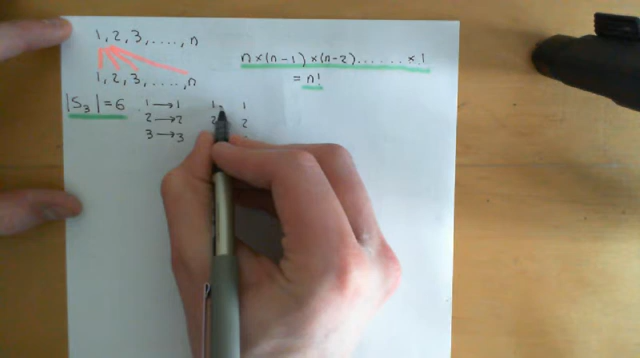 1, 2, 3, ...., n
n×(n-1)×(n-2)......×1
1, 2, 3, ....., n
= n!
|S₃| = 6 1→1 1 1
2→2 2 2
3→3